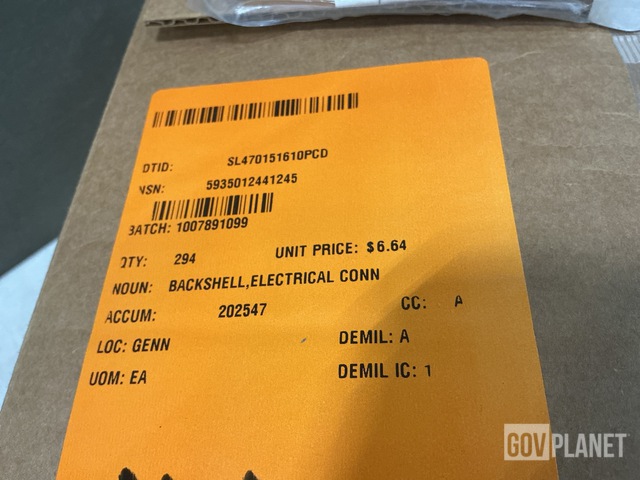 DTID: SL470151610PCD
NSN: 5935012441245
BATCH: 1007891099
QTY: 294 UNIT PRICE: $6.64
NOUN: BACKSHELL,ELECTRICAL CONN
ACCUM: 202547 CC: A
LOC: GENN DEMIL: A
UOM: EA DEMIL IC: 1
GOVPLANET